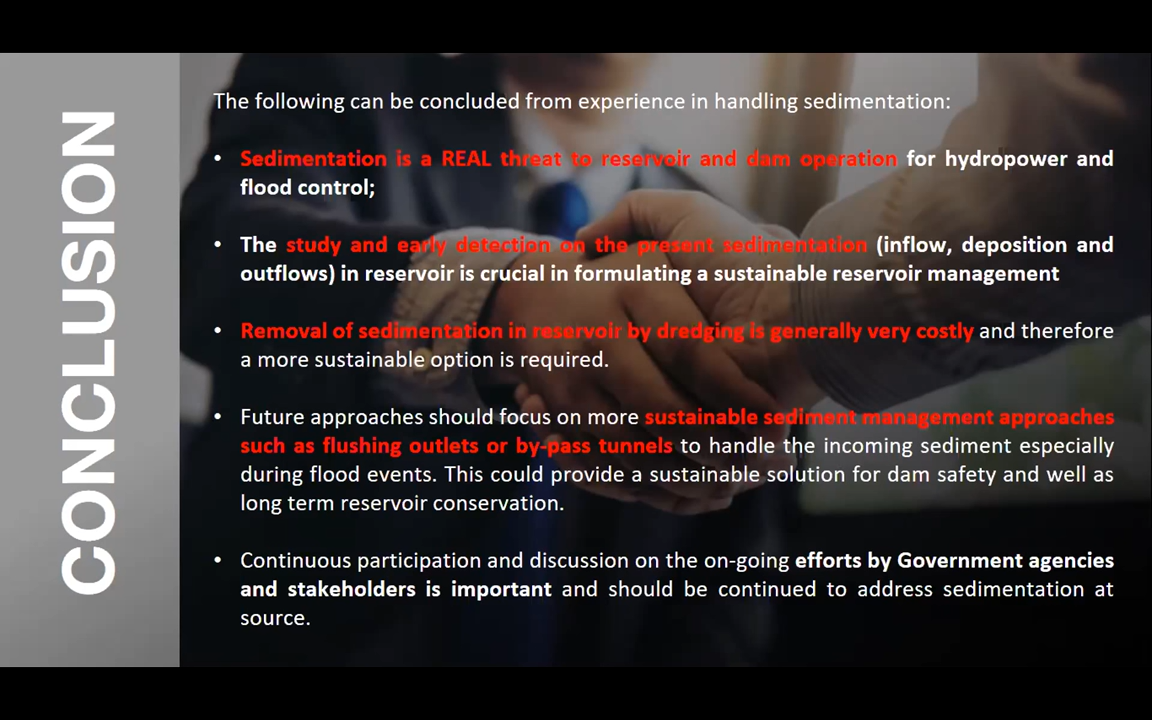 CONCLUSION
The following can be concluded from experience in handling sedimentation:
• Sedimentation is a REAL threat to reservoir and dam operation for hydropower and
flood control;
• The study and early detection on the present sedimentation (inflow, deposition and
outflows) in reservoir is crucial in formulating a sustainable reservoir management
• Removal of sedimentation in reservoir by dredging is generally very costly and therefore
a more sustainable option is required.
• Future approaches should focus on more sustainable sediment management approaches
such as flushing outlets or by-pass tunnels to handle the incoming sediment especially
during flood events. This could provide a sustainable solution for dam safety and well as
long term reservoir conservation.
• Continuous participation and discussion on the on-going efforts by Government agencies
and stakeholders is important and should be continued to address sedimentation at
source.